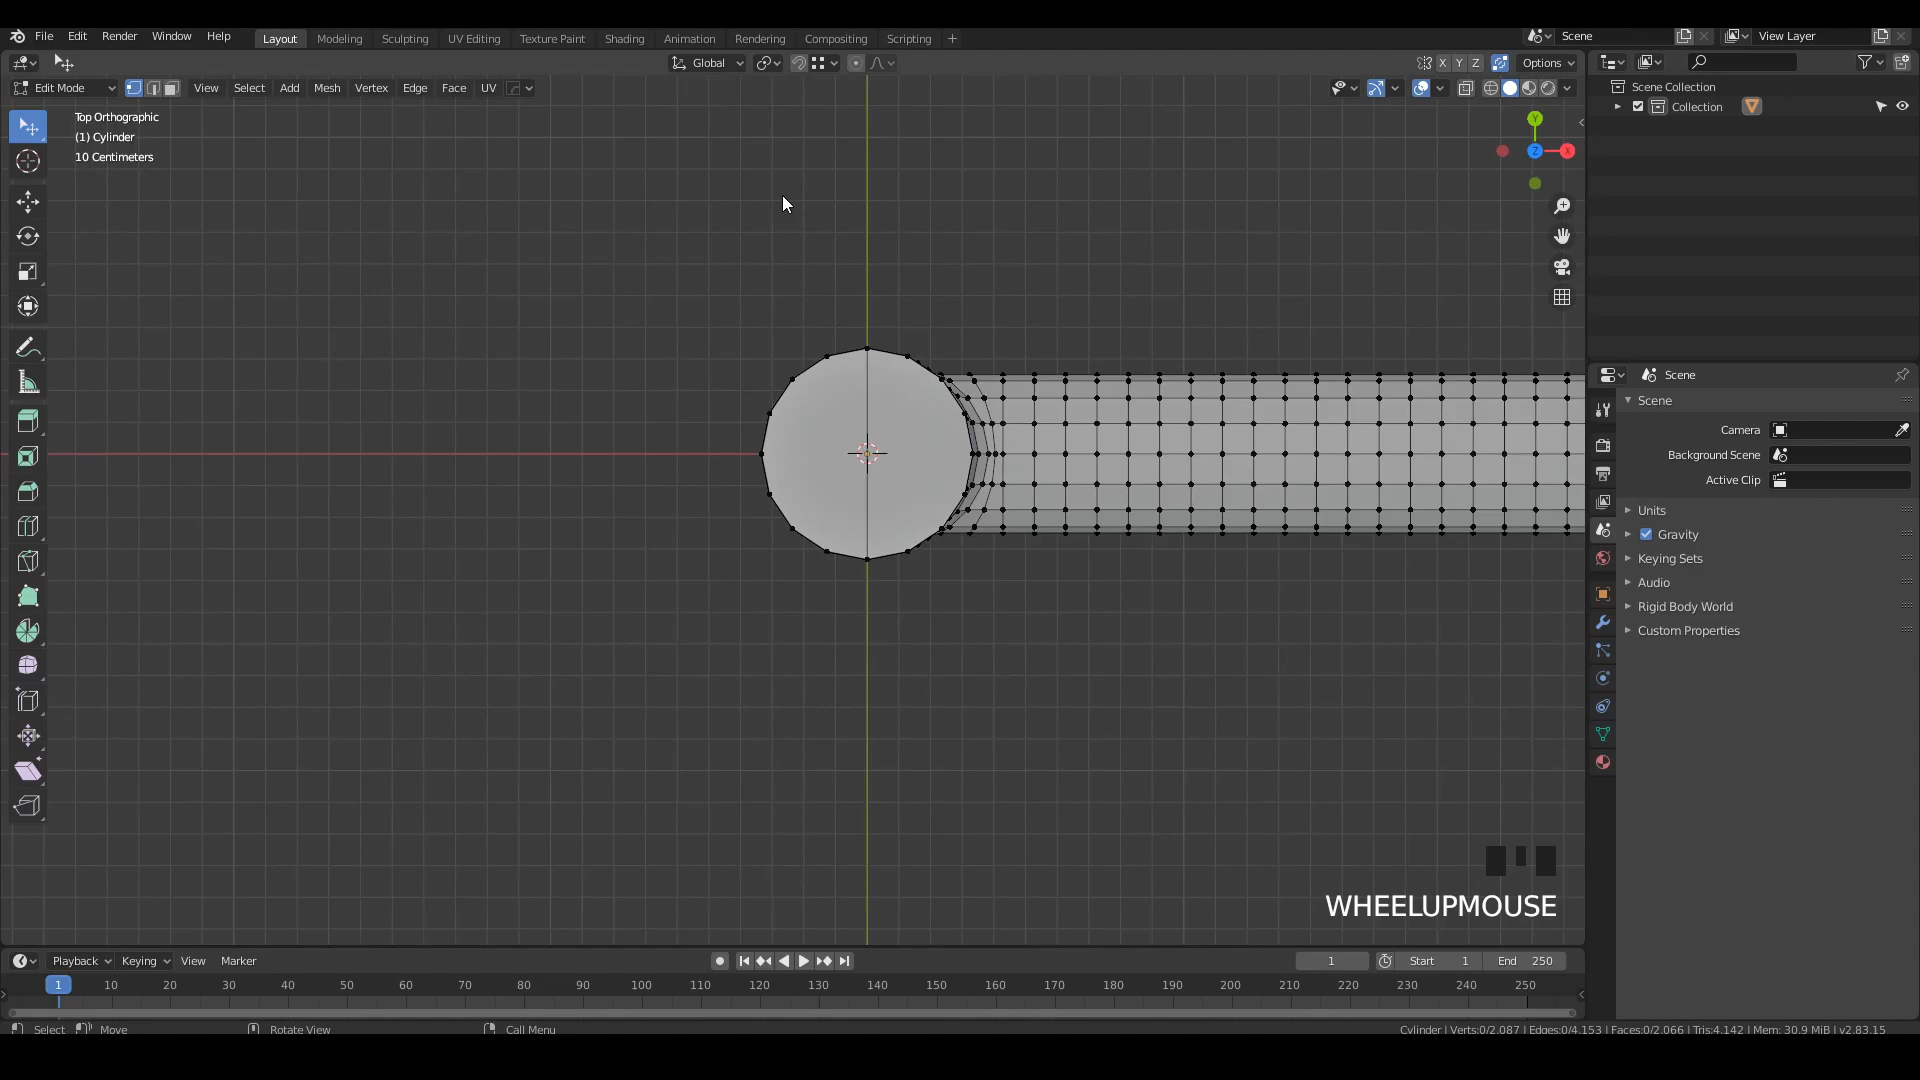 File Edit Render Window Help Layout Modeling Sculpting UV Editing Texture Paint Shading Animation Rendering Compositing Scripting + Scene View Layer
Global X Y Z Options
Edit Mode View Select Add Mesh Vertex Edge Face UV
Scene Collection
Collection
Top Orthographic
(1) Cylinder
10 Centimeters
Y
Z
X
Scene
Scene
Camera
Background Scene
Active Clip
Units
Gravity
Keying Sets
Audio
Rigid Body World
Custom Properties
WHEELUPMOUSE
Playback Keying View Marker 1 Start 1 End 250
1 10 20 30 40 50 60 70 80 90 100 110 120 130 140 150 160 170 180 190 200 210 220 230 240 250
Select Move Rotate View Call Menu Cylinder | Verts:0/2.087 | Edges:0/4.153 | Faces:0/2.066 | Tris:4.142 | Mem: 30.9 MiB | v2.83.15